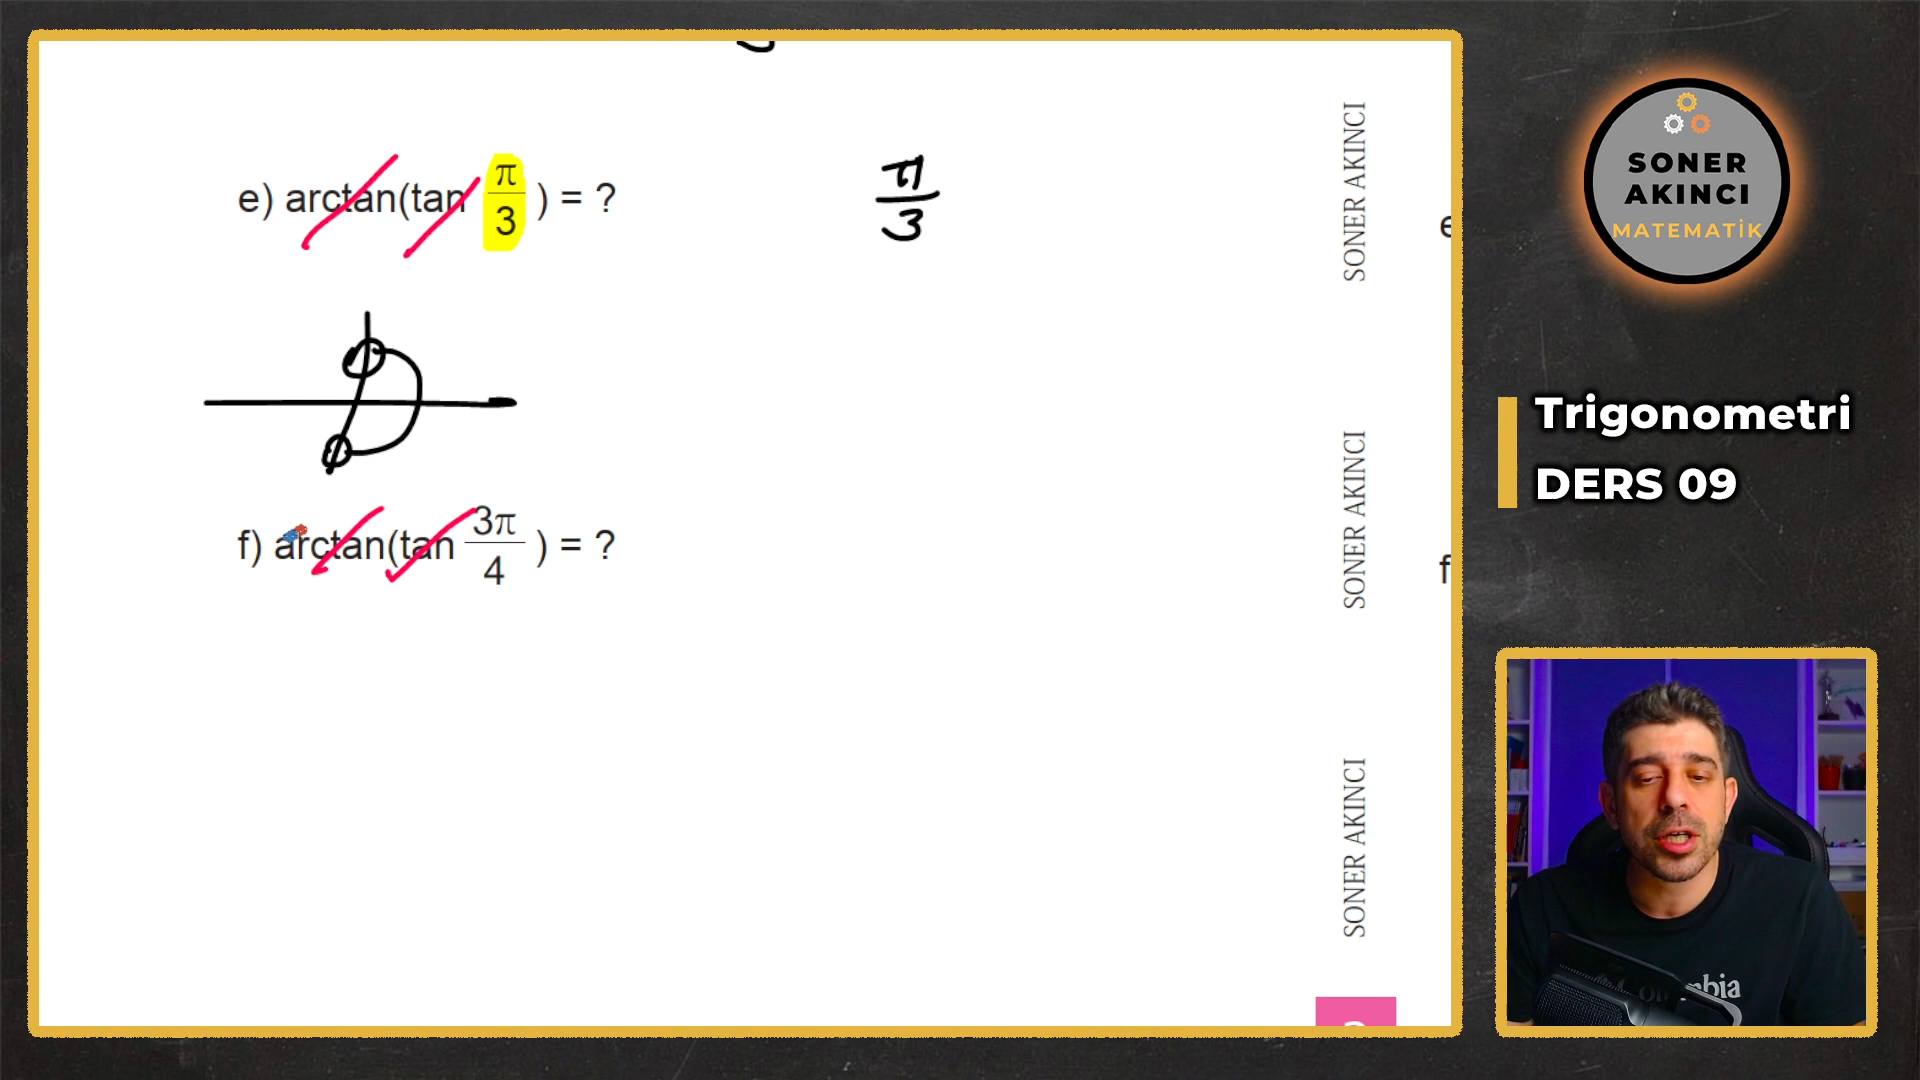 e) arctan(tan π/3 ) = ?
π/3
f) arctan(tan 3π/4 ) = ?
e
f
SONER AKINCI
SONER AKINCI
SONER AKINCI
SONER
AKINCI
MATEMATİK
Trigonometri
DERS 09